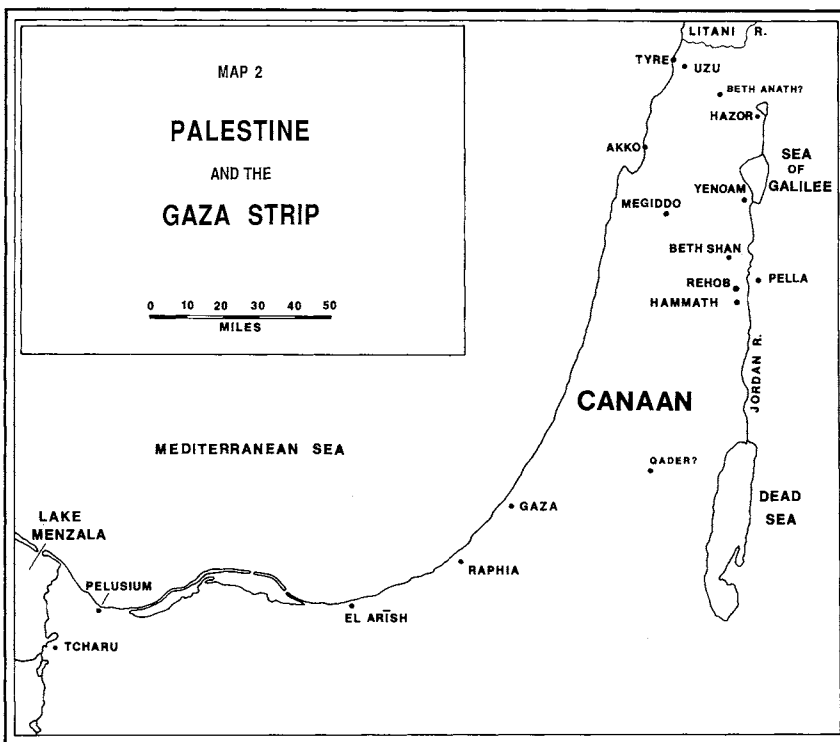 MAP 2
PALESTINE
AND THE
GAZA STRIP
0 10 20 30 40 50
MILES
LITANI R.
TYRE
UZU
BETH ANATH?
HAZOR
AKKO
SEA
OF
GALILEE
YENOAM
MEGIDDO
BETH SHAN
PELLA
REHOB
HAMMATH
JORDAN R.
CANAAN
MEDITERRANEAN SEA
QADER?
DEAD
SEA
GAZA
LAKE
MENZALA
RAPHIA
PELUSIUM
EL ARĪSH
TCHARU